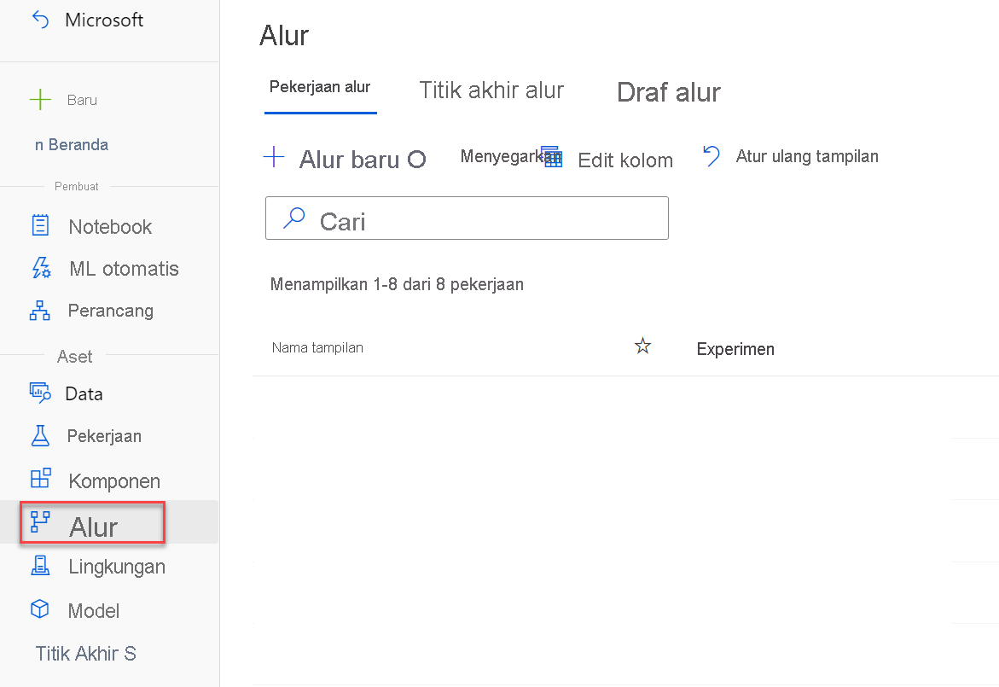 Microsoft
Baru
n Beranda
Pembuat
Notebook
ML otomatis
Perancang
Aset
Data
Pekerjaan
Komponen
Alur
Lingkungan
Model
Titik Akhir S
Alur
Pekerjaan alur Titik akhir alur Draf alur
Alur baru O Menyegarkan Edit kolom Atur ulang tampilan
Cari
Menampilkan 1-8 dari 8 pekerjaan
Nama tampilan Experimen